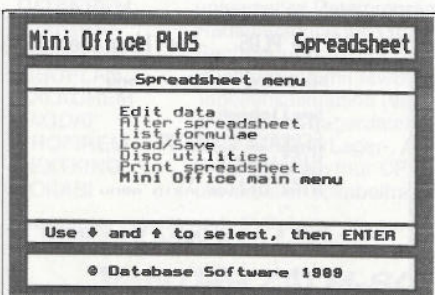 Mini Office PLUS Spreadsheet
Spreadsheet menu
Edit data
Alter spreadsheet
List formulae
Load/Save
Disc utilities
Print spreadsheet
Mini Office main menu
Use ↓ and ↑ to select, then ENTER
© Database Software 1989